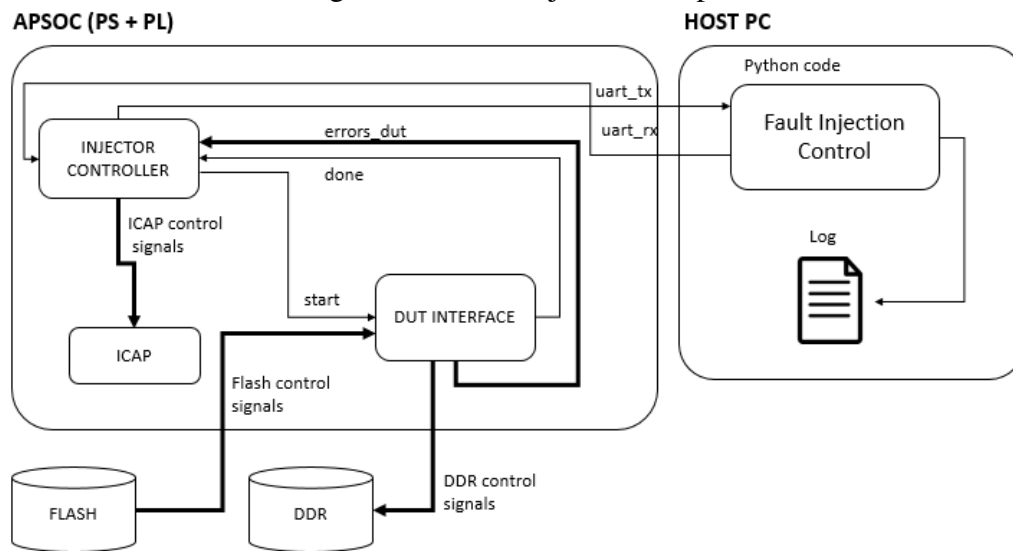 APSOC (PS + PL)
HOST PC
Python code
uart_tx
Fault Injection
Control
errors_dut
uart_rx
INJECTOR
CONTROLLER
done
ICAP control
signals
Log
start
DUT INTERFACE
ICAP
Flash control
signals
DDR control
signals
FLASH
DDR